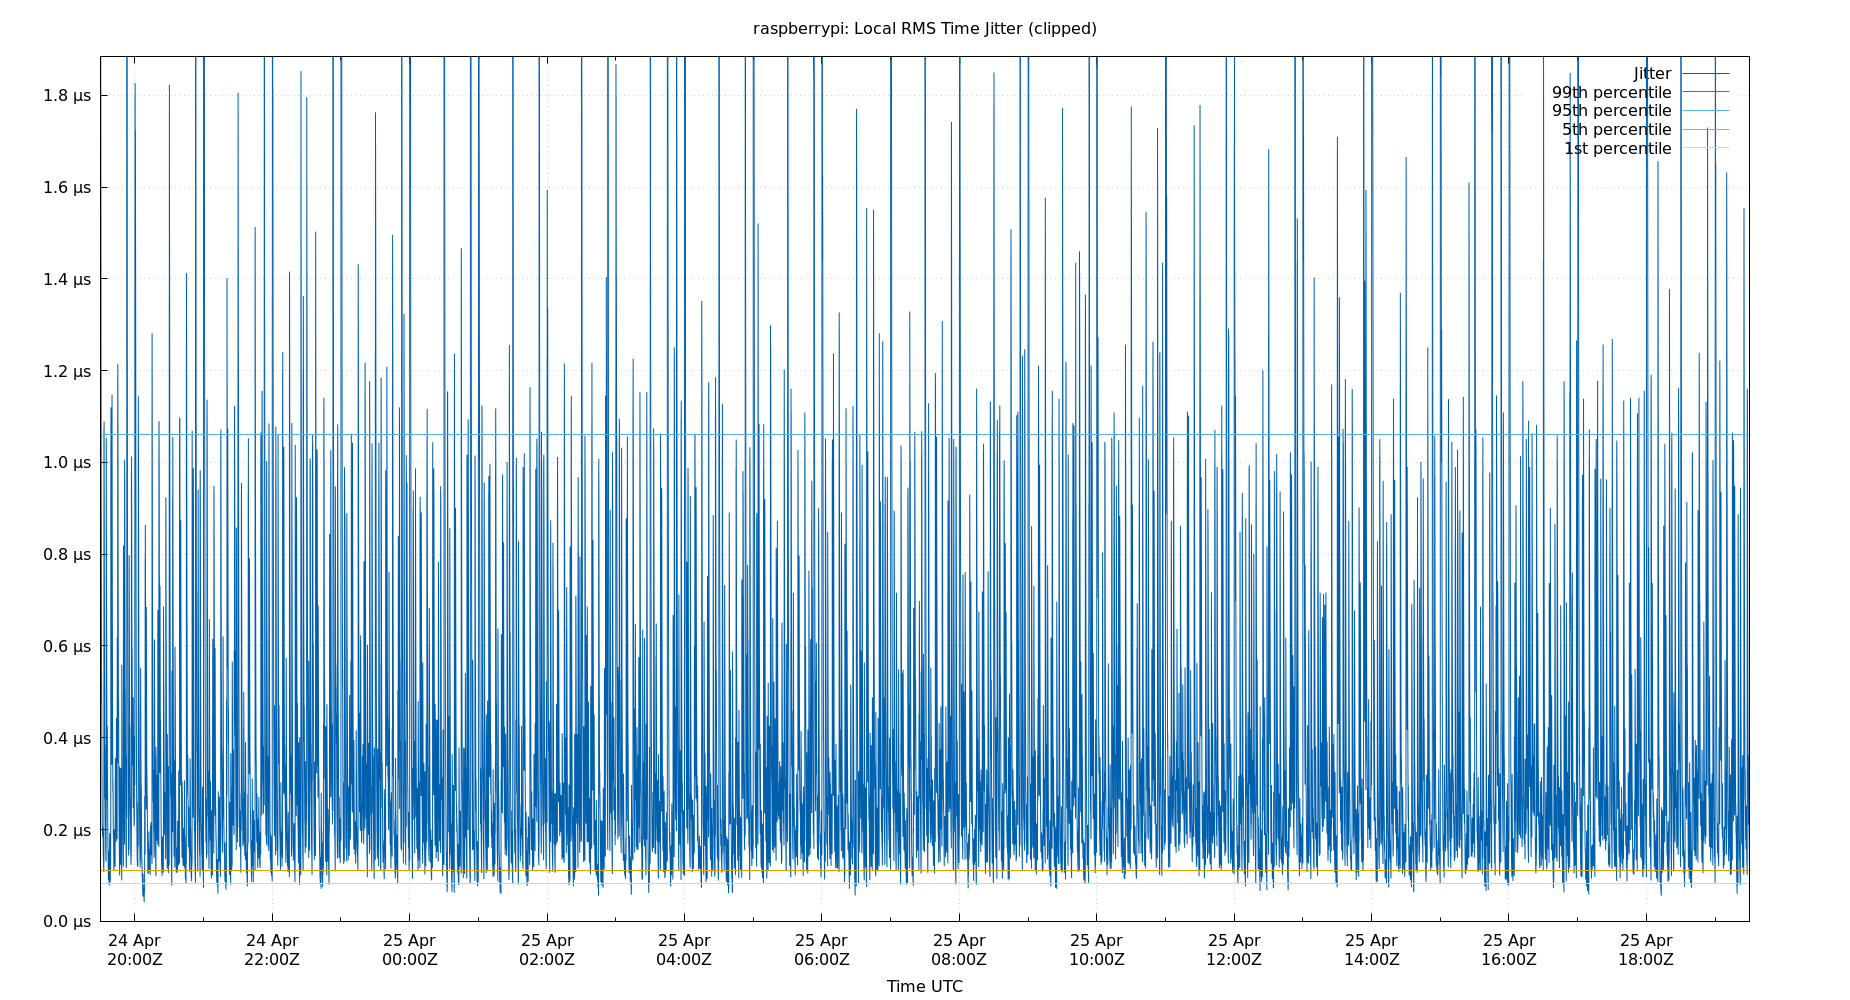 raspberrypi: Local RMS Time Jitter (clipped)
Jitter
99th percentile
95th percentile
5th percentile
1st percentile
1.8 μs
1.6 μs
1.4 μs
1.2 μs
1.0 μs
0.8 μs
0.6 μs
0.4 μs
0.2 μs
0.0 μs
24 Apr 24 Apr 25 Apr 25 Apr 25 Apr 25 Apr 25 Apr 25 Apr 25 Apr 25 Apr 25 Apr 25 Apr
20:00Z 22:00Z 00:00Z 02:00Z 04:00Z 06:00Z 08:00Z 10:00Z 12:00Z 14:00Z 16:00Z 18:00Z
Time UTC